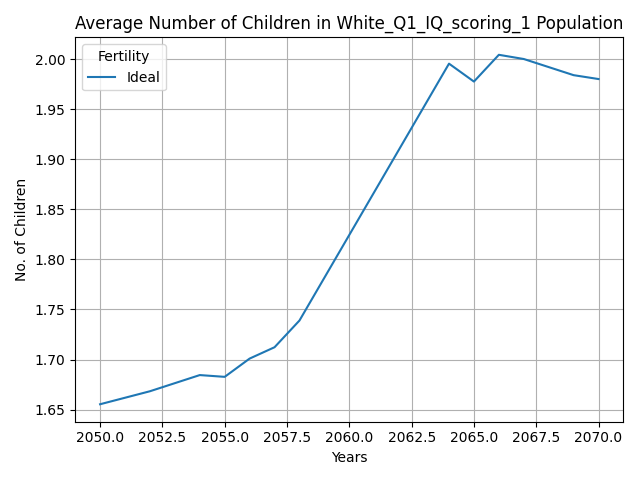 Average Number of Children in White_Q1_IQ_scoring_1 Population
Fertility
Ideal
No. of Children
2.00
1.95
1.90
1.85
1.80
1.75
1.70
1.65
2050.0 2052.5 2055.0 2057.5 2060.0 2062.5 2065.0 2067.5 2070.0
Years